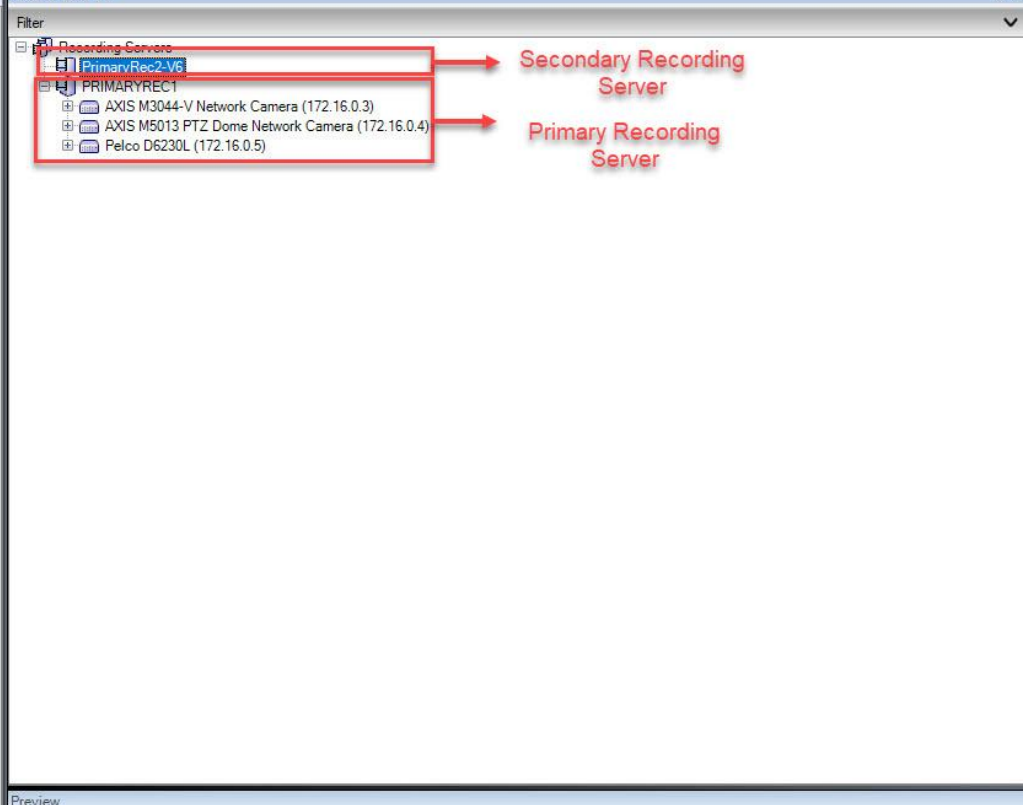 Filter
Recording Servers
PrimaryRec2-V6
PRIMARYREC1
AXIS M3044-V Network Camera (172.16.0.3)
AXIS M5013 PTZ Dome Network Camera (172.16.0.4)
Pelco D6230L (172.16.0.5)
Secondary Recording
Server
Primary Recording
Server
Preview